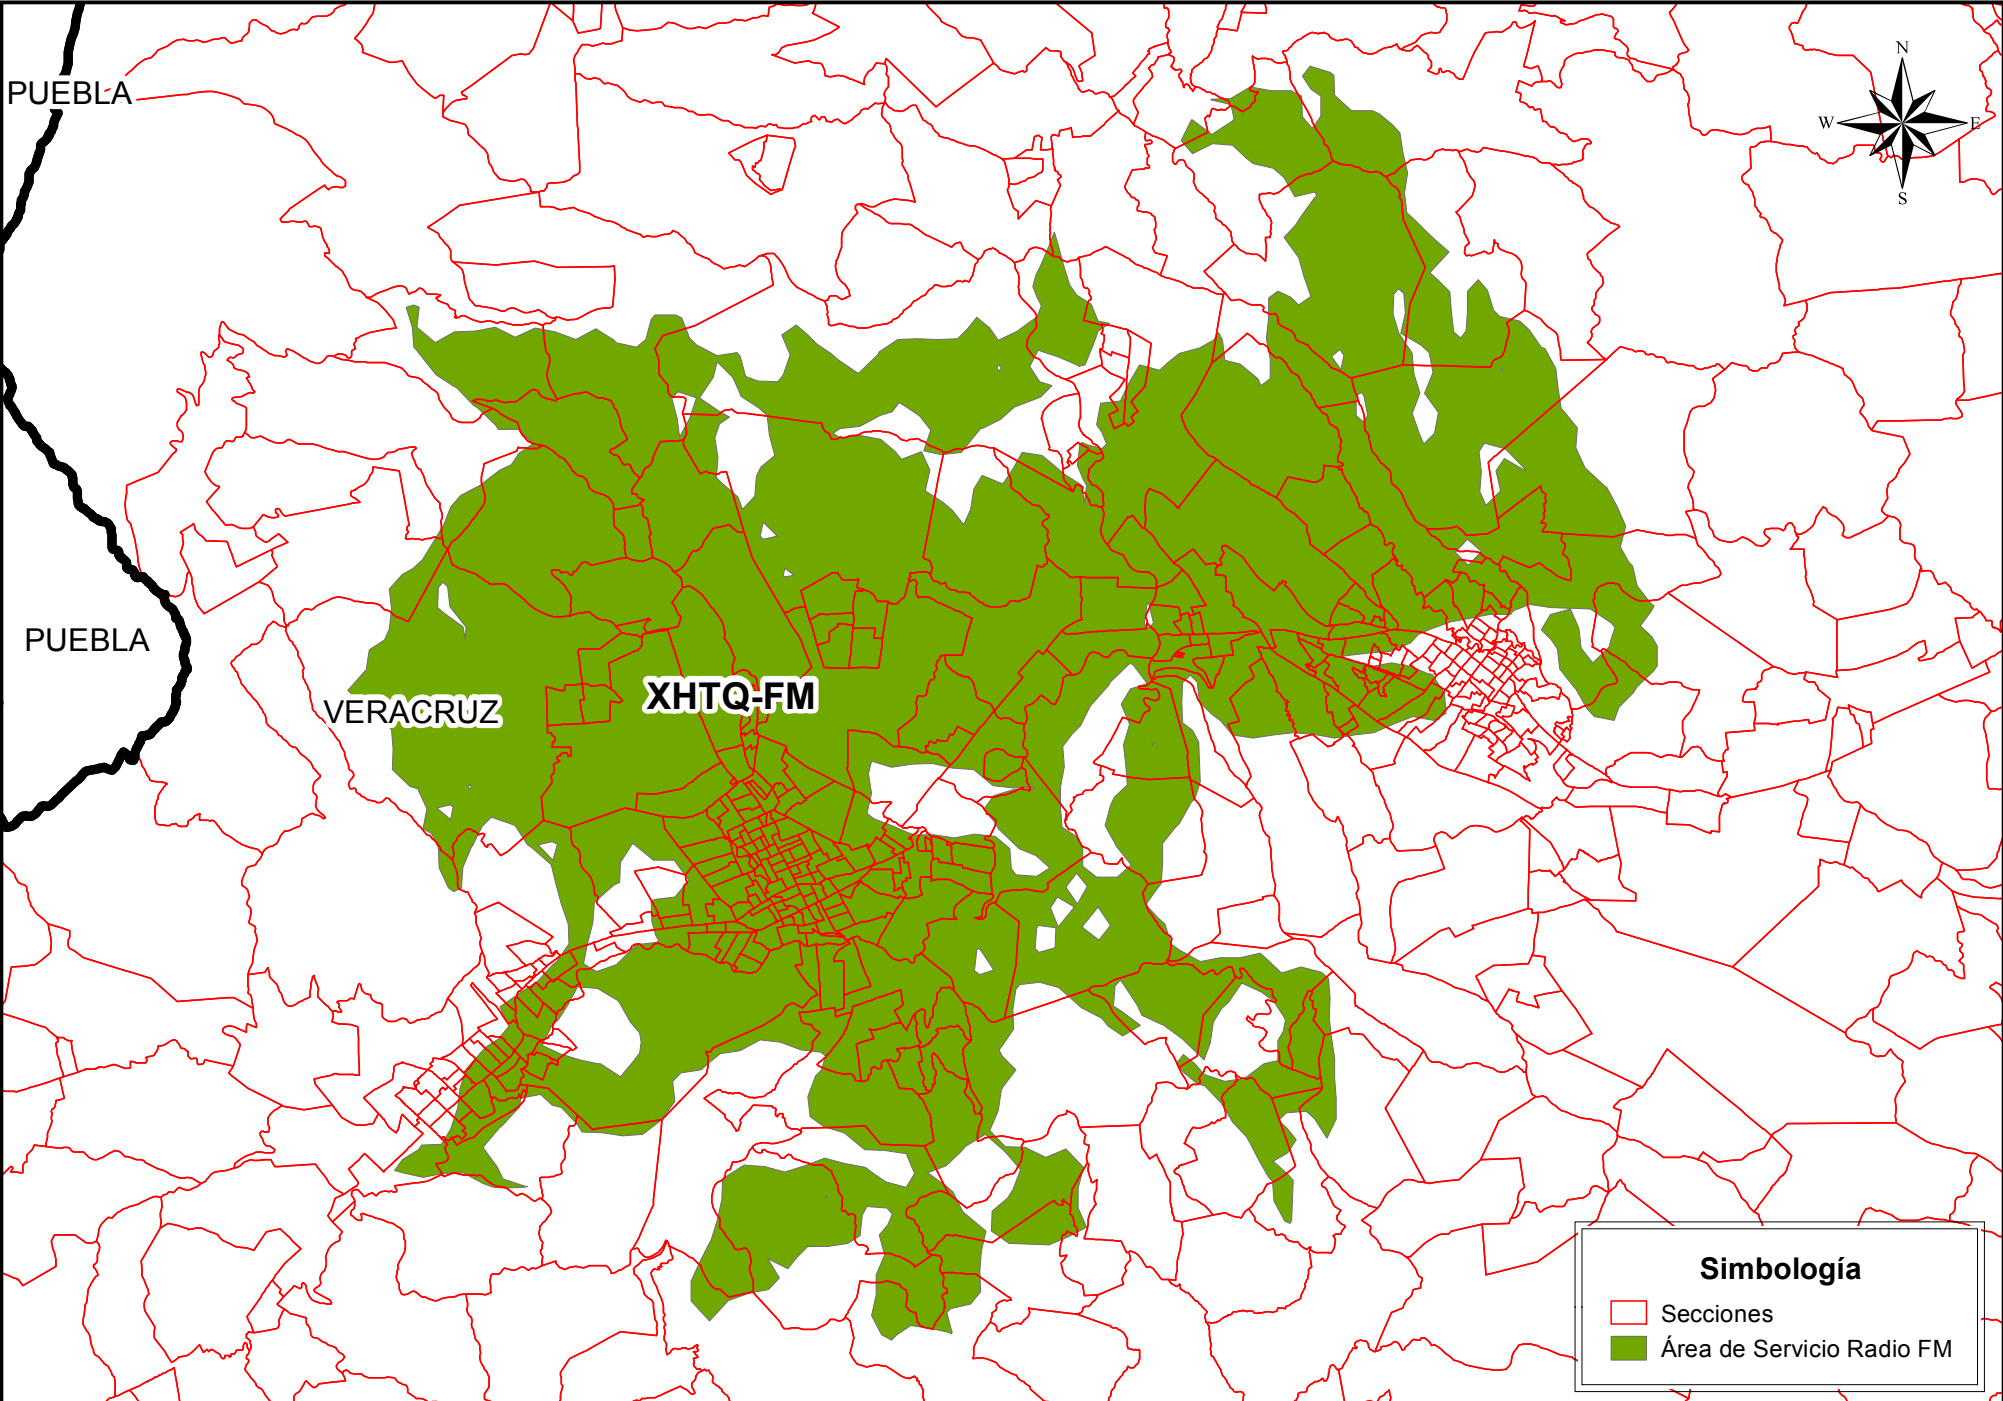 N
PUEBLA
W
E
S
PUEBLA
XHTQ-FM
VERACRUZ
Simbología
Secciones
Área de Servicio Radio FM